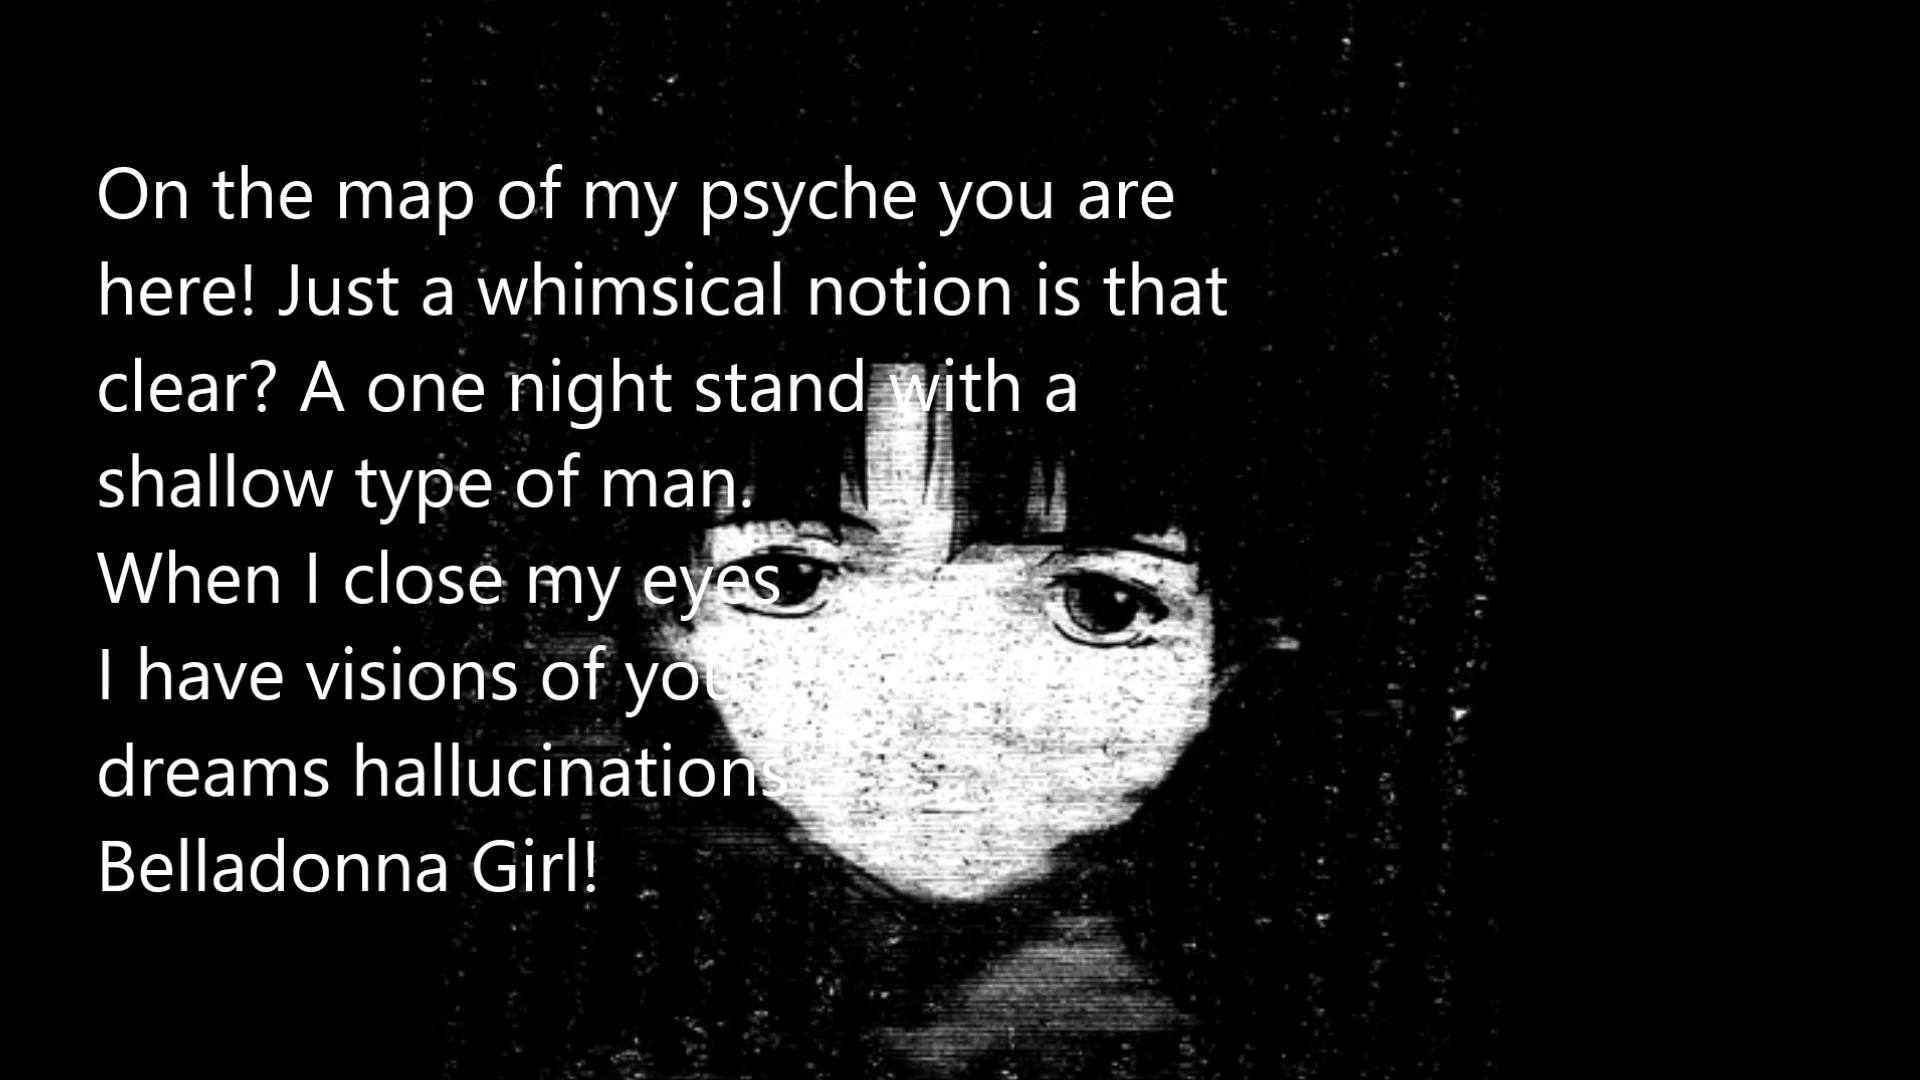 On the map of my psyche you are
here! Just a whimsical notion is that
clear? A one night stand with a
shallow type of man.
When I close my eyes
I have visions of you
dreams hallucinations
Belladonna Girl!